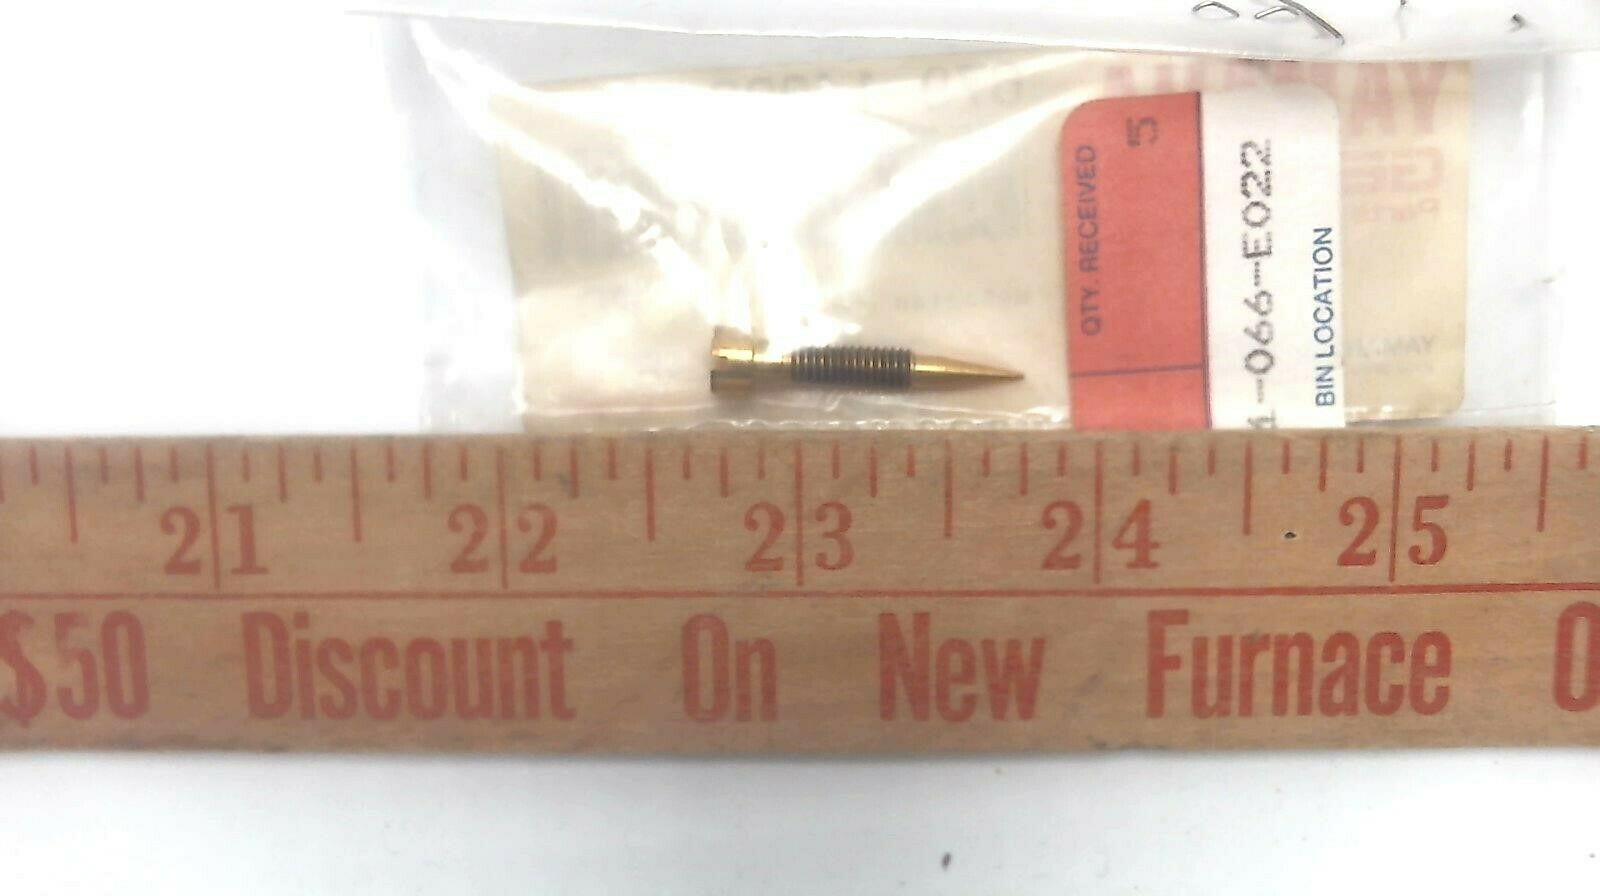 QTY. RECEIVED
5
-066-E022
BIN LOCATION
21 22 23 24 25
$50 Discount On New Furnace